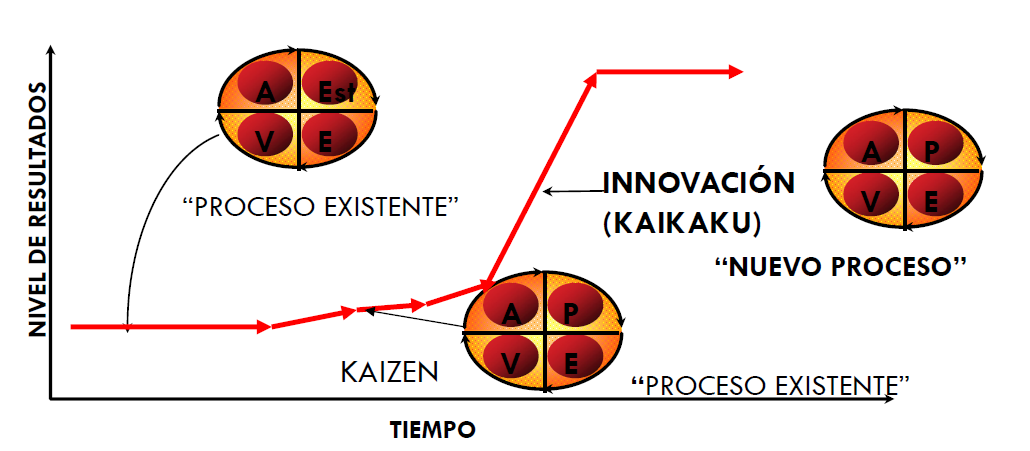 NIVEL DE RESULTADOS
A Est
V E
“PROCESO EXISTENTE”
INNOVACIÓN
(KAIKAKU)
A P
V E
“NUEVO PROCESO”
A P
V E
KAIZEN
“PROCESO EXISTENTE”
TIEMPO